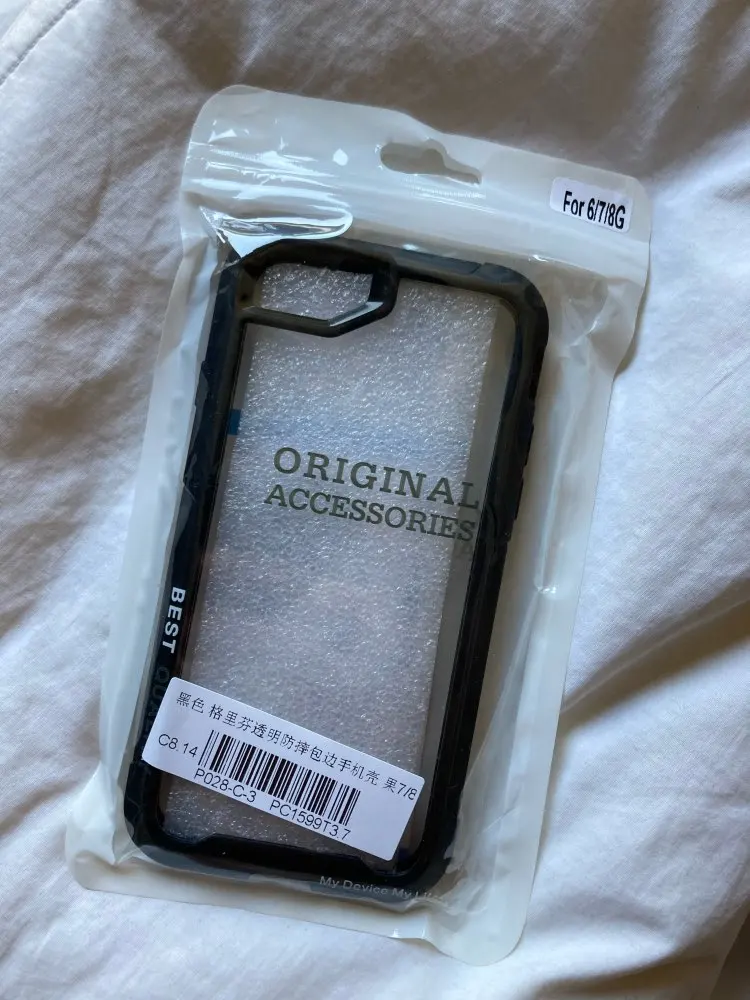 For 6/7/8G
ORIGINAL
ACCESSORIES
BEST
黑色 格里芬透明防摔包边手机壳 果7/8
C8.14
P028-C-3 PC1599T3.7
My Device My